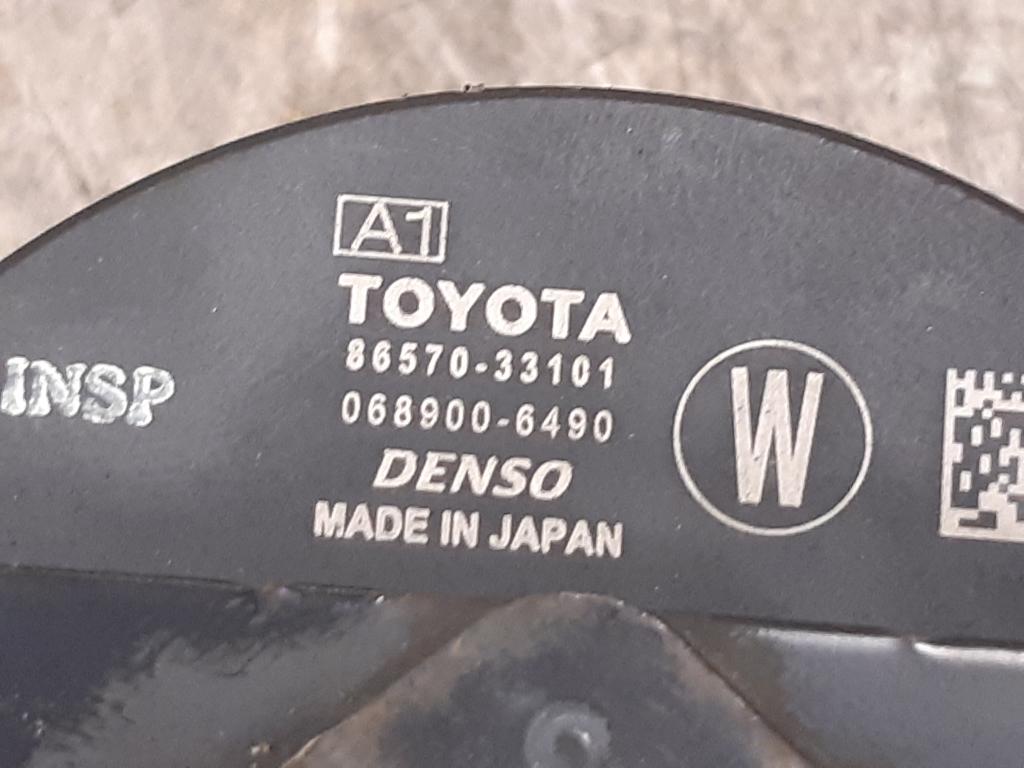 A1
TOYOTA
86570-33101
068900-6490
DENSO
MADE IN JAPAN
INSP
W